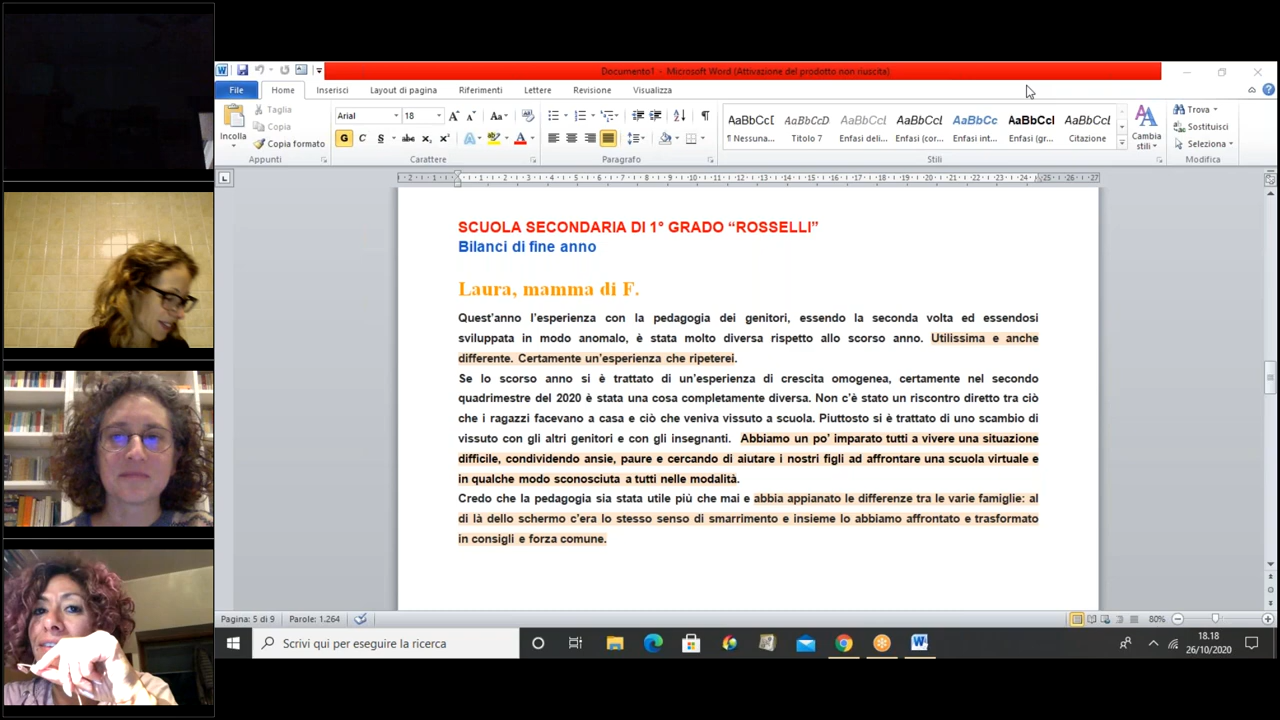 Documento1 - Microsoft Word (Attivazione del prodotto non riuscita)
File Home Inserisci Layout di pagina Riferimenti Lettere Revisione Visualizza
Incolla
Taglia
Copia
Copia formato
Appunti
Arial 18
G C S abc
Carattere
Paragrafo
AaBbCcI AaBbCcD AaBbCcI AaBbCcI AaBbCc AaBbCcI AaBbCcI
¶ Nessuna... Titolo 7 Enfasi deli... Enfasi (cor... Enfasi int... Enfasi (gr... Citazione
Stili
Cambia stili
Trova
Sostituisci
Seleziona
Modifica
SCUOLA SECONDARIA DI 1° GRADO “ROSSELLI”
Bilanci di fine anno
Laura, mamma di F.
Quest’anno l’esperienza con la pedagogia dei genitori, essendo la seconda volta ed essendosi
sviluppata in modo anomalo, è stata molto diversa rispetto allo scorso anno. Utilissima e anche
differente. Certamente un’esperienza che ripeterei.
Se lo scorso anno si è trattato di un’esperienza di crescita omogenea, certamente nel secondo
quadrimestre del 2020 è stata una cosa completamente diversa. Non c’è stato un riscontro diretto tra ciò
che i ragazzi facevano a casa e ciò che veniva vissuto a scuola. Piuttosto si è trattato di uno scambio di
vissuto con gli altri genitori e con gli insegnanti. Abbiamo un po’ imparato tutti a vivere una situazione
difficile, condividendo ansie, paure e cercando di aiutare i nostri figli ad affrontare una scuola virtuale e
in qualche modo sconosciuta a tutti nelle modalità.
Credo che la pedagogia sia stata utile più che mai e abbia appianato le differenze tra le varie famiglie: al
di là dello schermo c’era lo stesso senso di smarrimento e insieme lo abbiamo affrontato e trasformato
in consigli e forza comune.
Pagina: 5 di 9 Parole: 1.264 80%
Scrivi qui per eseguire la ricerca
18.18
26/10/2020